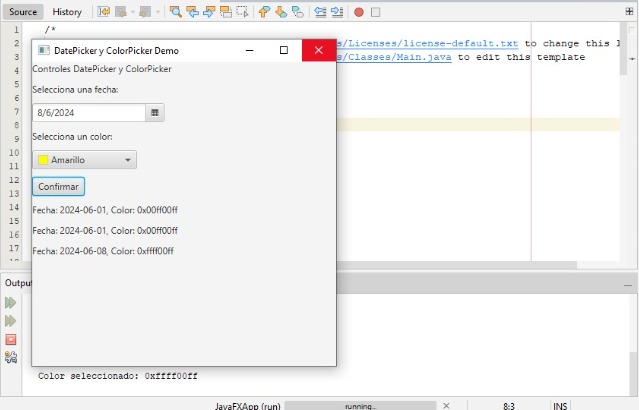 Source History
1 /*
2 s/Licenses/license-default.txt to change this l
3 s/Classes/Main.java to edit this template
4
5
6
7
8
9
10
11
12
13
14
15
16
17
DatePicker y ColorPicker Demo
Controles DatePicker y ColorPicker
Selecciona una fecha:
8/6/2024
Selecciona un color:
Amarillo
Confirmar
Fecha: 2024-06-01, Color: 0x00ff00ff
Fecha: 2024-06-01, Color: 0x00ff00ff
Fecha: 2024-06-08, Color: 0xffff00ff
Outpu
Color seleccionado: 0xffff00ff
JavaFXApp (run) running... 8:3 INS